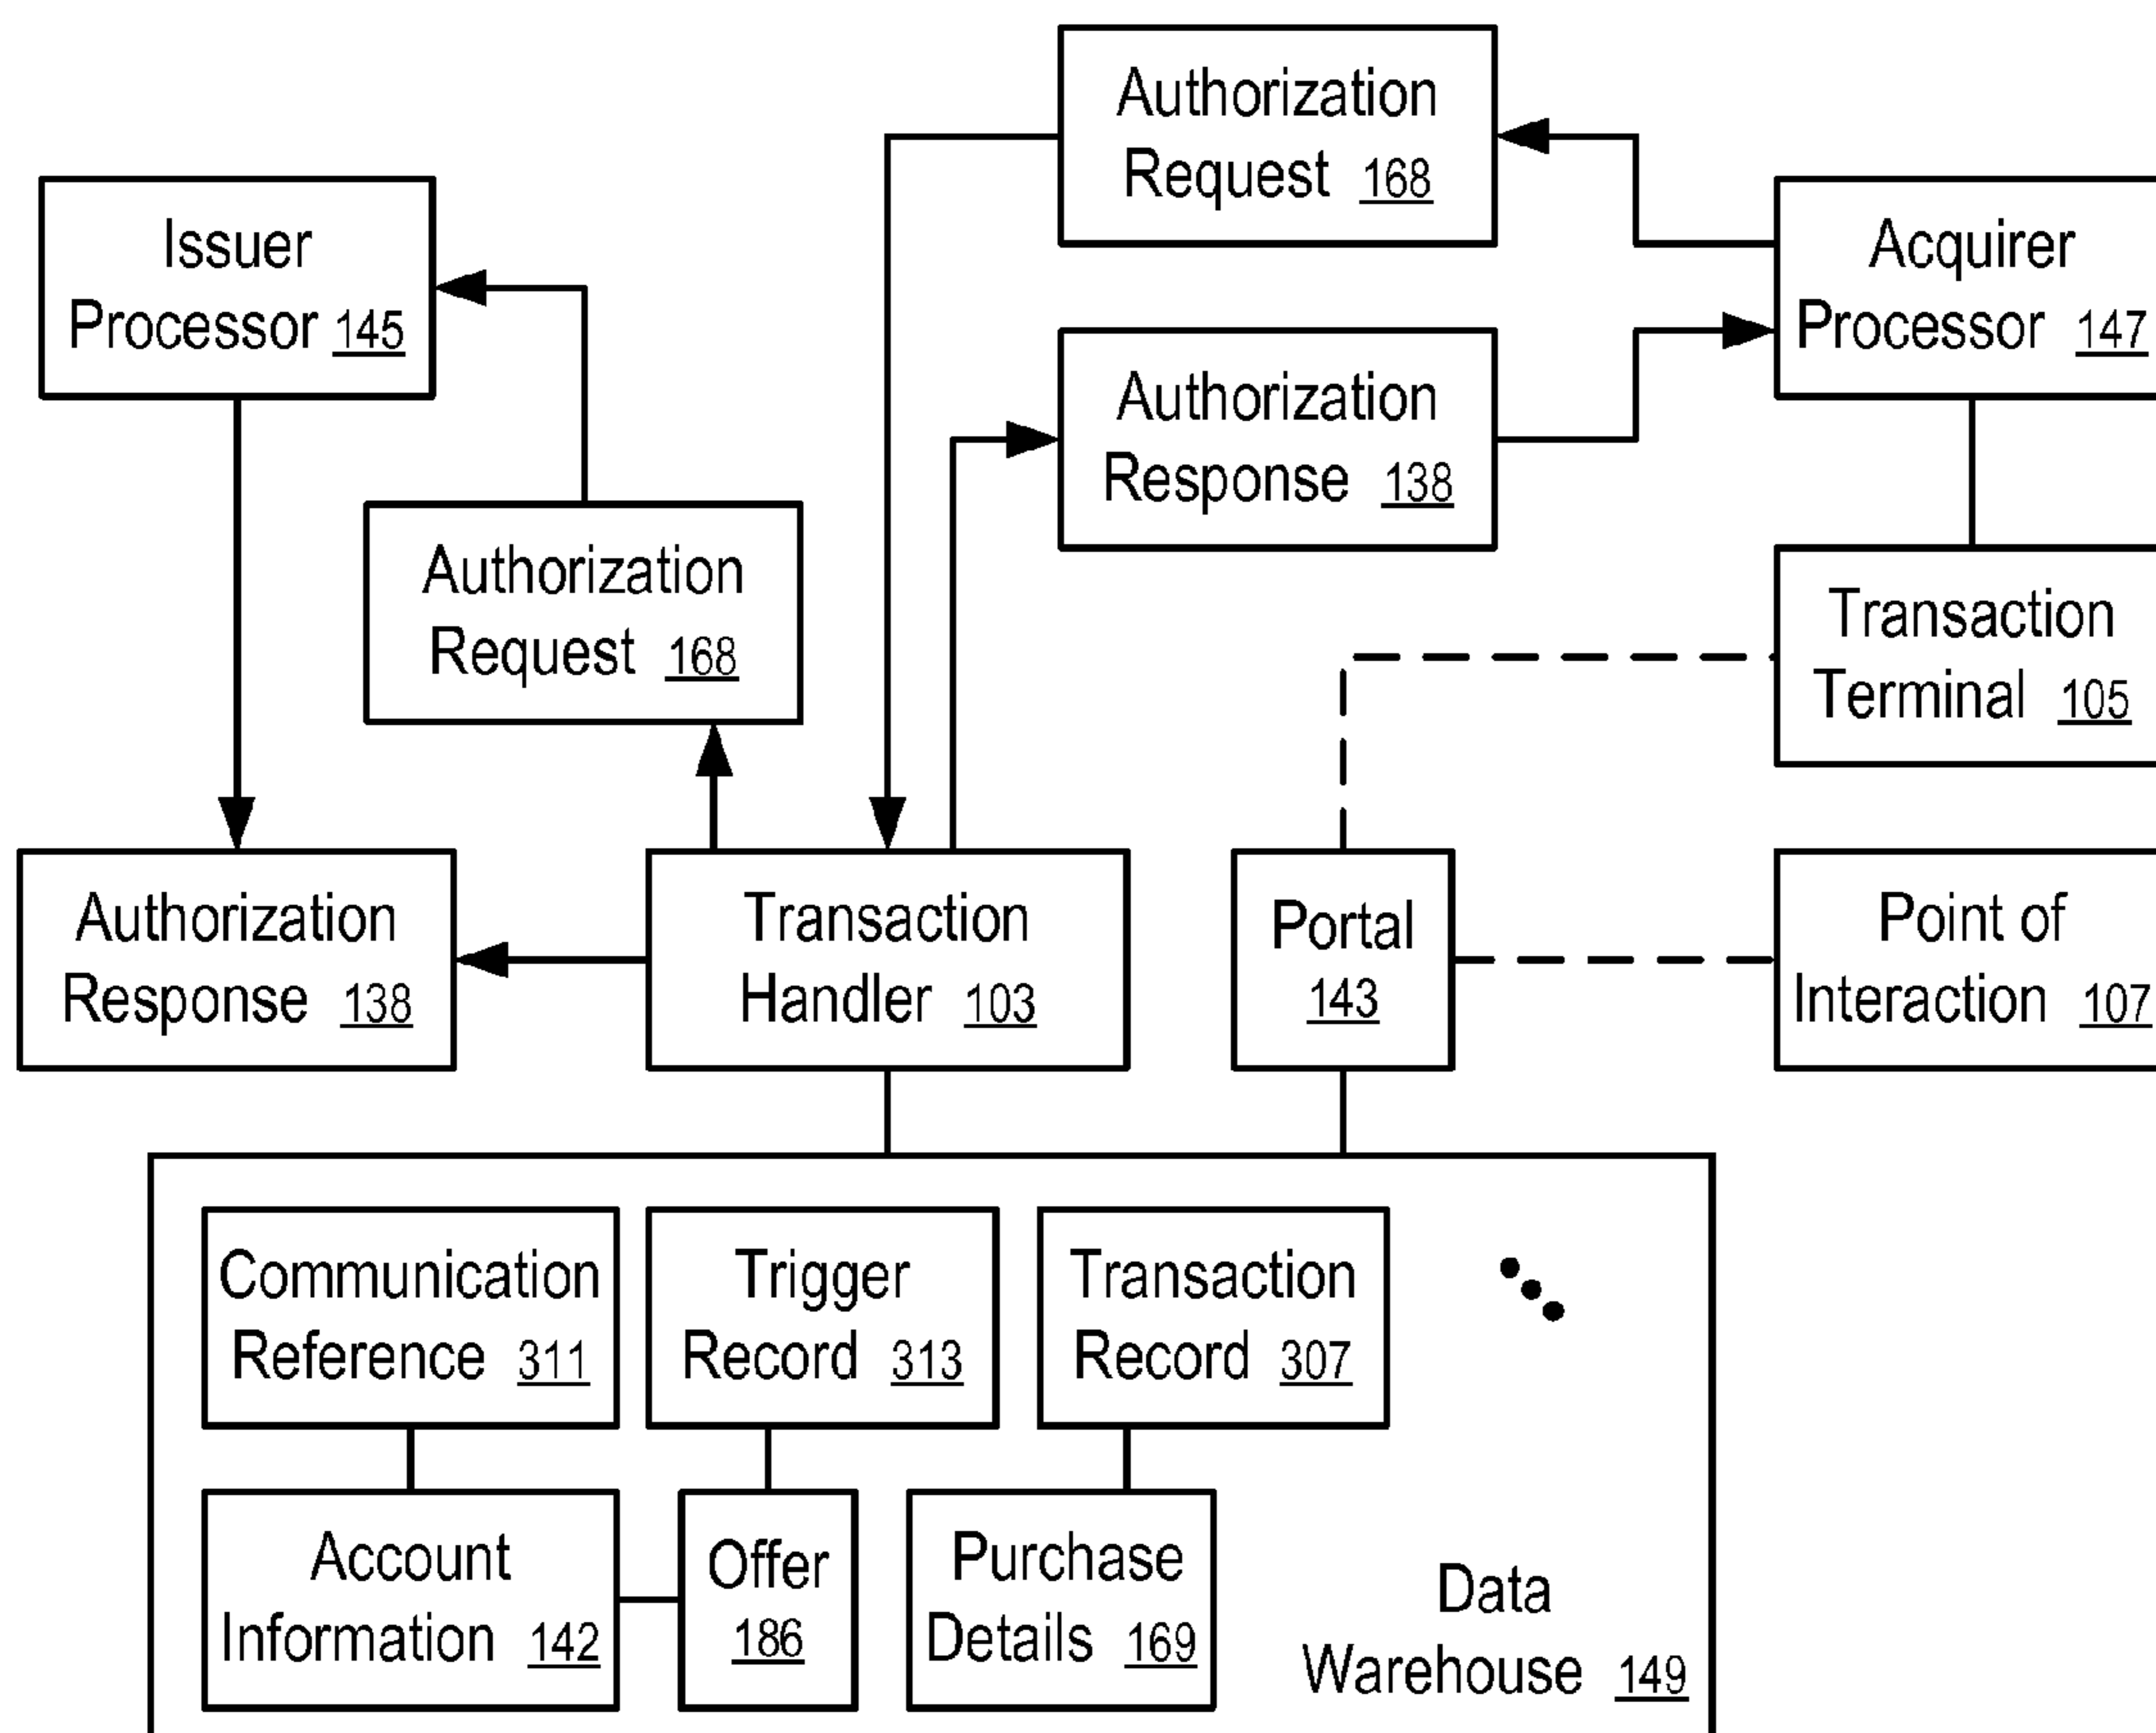 Authorization
Request 168
Issuer
Processor 145
Acquirer
Processor 147
Authorization
Response 138
Authorization
Request 168
Transaction
Terminal 105
Authorization
Response 138
Transaction
Handler 103
Portal
143
Point of
Interaction 107
Communication
Reference 311
Trigger
Record 313
Transaction
Record 307
Account
Information 142
Offer
186
Purchase
Details 169
Data
Warehouse 149